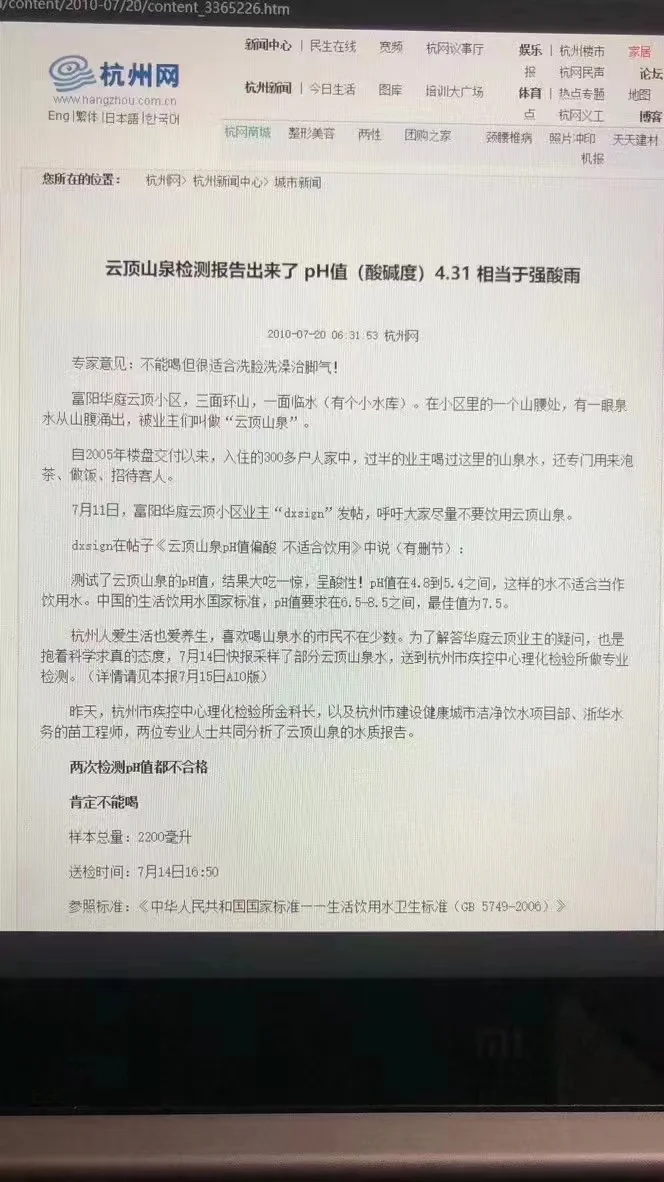 /content/2010-07-20/content_3365226.htm
杭州网
www.hangzhou.com.cn
Eng|繁体|日本語|한국어
新闻中心 | 民生在线 宽频 杭网议事厅 娱乐 | 杭州楼市 家居
报 杭网民声 论坛
杭州新闻 | 今日生活 图库 培训大广场 体育 | 热点专题 地图
点 杭网义工 博客
杭网商城 整形美容 两性 团购之家 颈腰椎病 照片冲印 天天建材
机报
您所在的位置： 杭州网> 杭州新闻中心> 城市新闻
云顶山泉检测报告出来了 pH值（酸碱度）4.31 相当于强酸雨
2010-07-20 06:31:53 杭州网
专家意见：不能喝但很适合洗脸洗澡治脚气！
富阳华庭云顶小区，三面环山，一面临水（有个小水库）。在小区里的一个山腰处，有一眼泉
水从山腹涌出，被业主们叫做“云顶山泉”。
自2005年楼盘交付以来，入住的300多户人家中，过半的业主喝过这里的山泉水，还专门用来泡
茶、做饭、招待客人。
7月11日，富阳华庭云顶小区业主“dxsign”发帖，呼吁大家尽量不要饮用云顶山泉。
dxsign在帖子《云顶山泉pH值偏酸 不适合饮用》中说（有删节）：
测试了云顶山泉的pH值，结果大吃一惊，呈酸性！pH值在4.8到5.4之间，这样的水不适合当作
饮用水。中国的生活饮用水国家标准，pH值要求在6.5-8.5之间，最佳值为7.5。
杭州人爱生活也爱养生，喜欢喝山泉水的市民不在少数。为了解答华庭云顶业主的疑问，也是
抱着科学求真的态度，7月14日快报采样了部分云顶山泉水，送到杭州市疾控中心理化检验所做专业
检测。（详情请见本报7月15日A10版）
昨天，杭州市疾控中心理化检验所金科长，以及杭州市建设健康城市洁净饮水项目部、浙华水
务的苗工程师，两位专业人士共同分析了云顶山泉的水质报告。
两次检测pH值都不合格
肯定不能喝
样本总量：2200毫升
送检时间：7月14日16:50
参照标准：《中华人民共和国国家标准——生活饮用水卫生标准（GB 5749-2006）》
mi